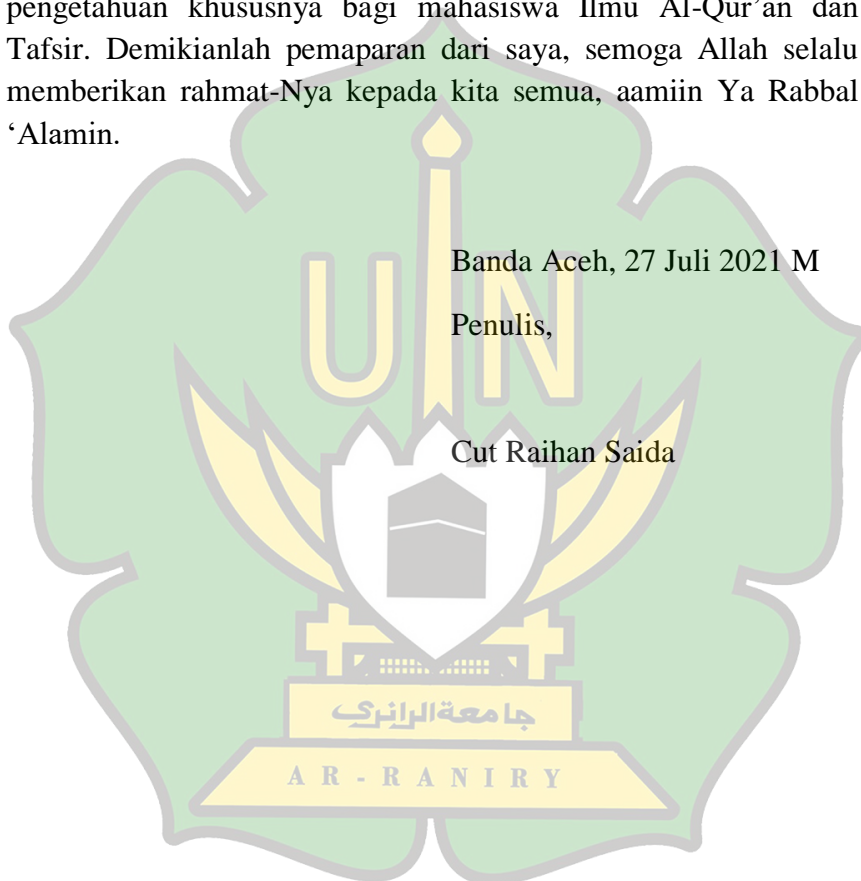 pengetahuan khususnya bagi mahasiswa Ilmu Al-Qur’an dan
Tafsir. Demikianlah pemaparan dari saya, semoga Allah selalu
memberikan rahmat-Nya kepada kita semua, aamiin Ya Rabbal
‘Alamin.
Banda Aceh, 27 Juli 2021 M
Penulis,
Cut Raihan Saida
UIN
جامعةالرانرى
AR-RANIRY